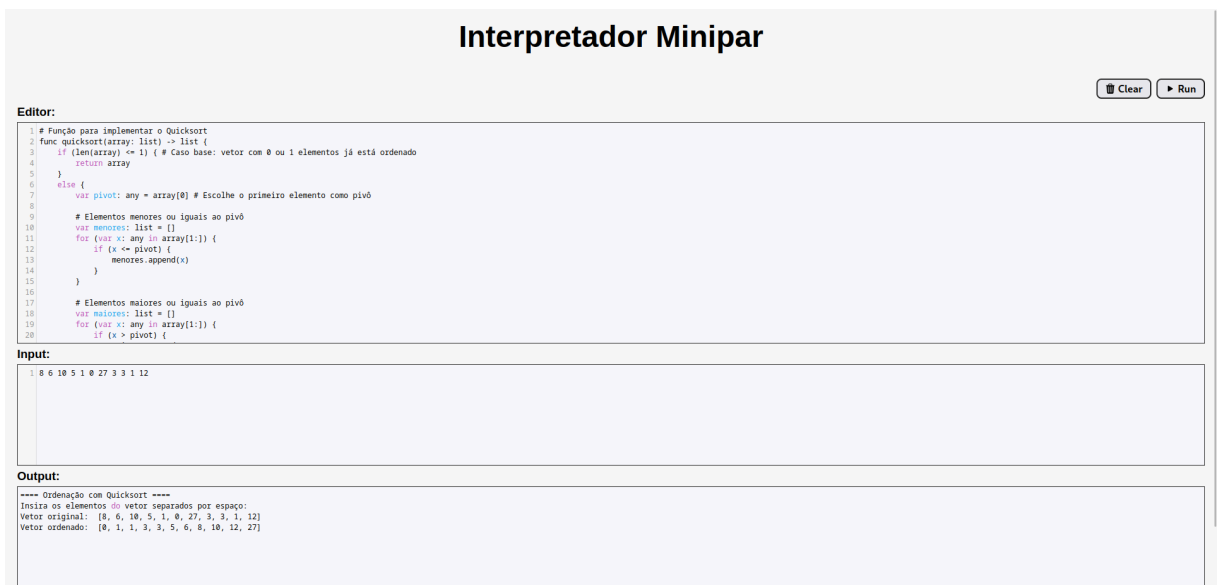 Interpretador Minipar
Clear Run
Editor:
1 # Função para implementar o Quicksort
2 func quicksort(array: list) -> list {
3 if (len(array) <= 1) { # Caso base: vetor com 0 ou 1 elementos já está ordenado
4 return array
5 }
6 else {
7 var pivot: any = array[0] # Escolhe o primeiro elemento como pivô
8
9 # Elementos menores ou iguais ao pivô
10 var menores: list = []
11 for (var x: any in array[1:]) {
12 if (x <= pivot) {
13 menores.append(x)
14 }
15 }
16
17 # Elementos maiores ou iguais ao pivô
18 var maiores: list = []
19 for (var x: any in array[1:]) {
20 if (x > pivot) {
Input:
1 8 6 10 5 1 0 27 3 3 1 12
Output:
==== Ordenação com Quicksort ====
Insira os elementos do vetor separados por espaço:
Vetor original: [8, 6, 10, 5, 1, 0, 27, 3, 3, 1, 12]
Vetor ordenado: [0, 1, 1, 3, 3, 5, 6, 8, 10, 12, 27]